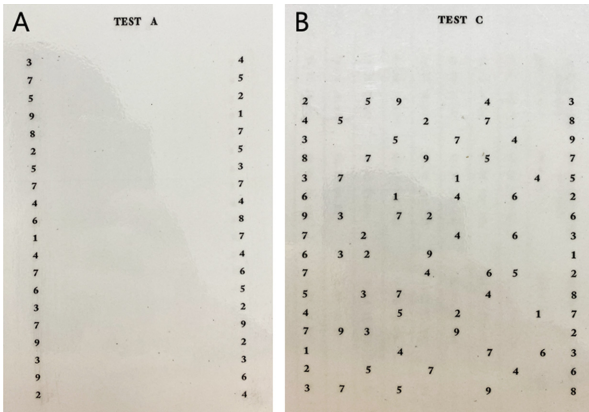 A
TEST A
3 4
7 5
5 2
9 1
8 7
2 5
5 3
7 7
4 4
6 8
1 7
4 4
7 6
6 5
3 2
7 9
9 2
3 3
9 6
2 4
B
TEST C
2 5 9 4 3
4 5 2 7 8
3 5 7 4 9
8 7 9 5 7
3 7 1 4 5
6 1 4 6 2
9 3 7 2 6
7 2 4 6 3
6 3 2 9 1
7 4 6 5 2
5 3 7 4 8
4 5 2 1 7
7 9 3 9 2
1 4 7 6 3
2 5 7 4 6
3 7 5 9 8